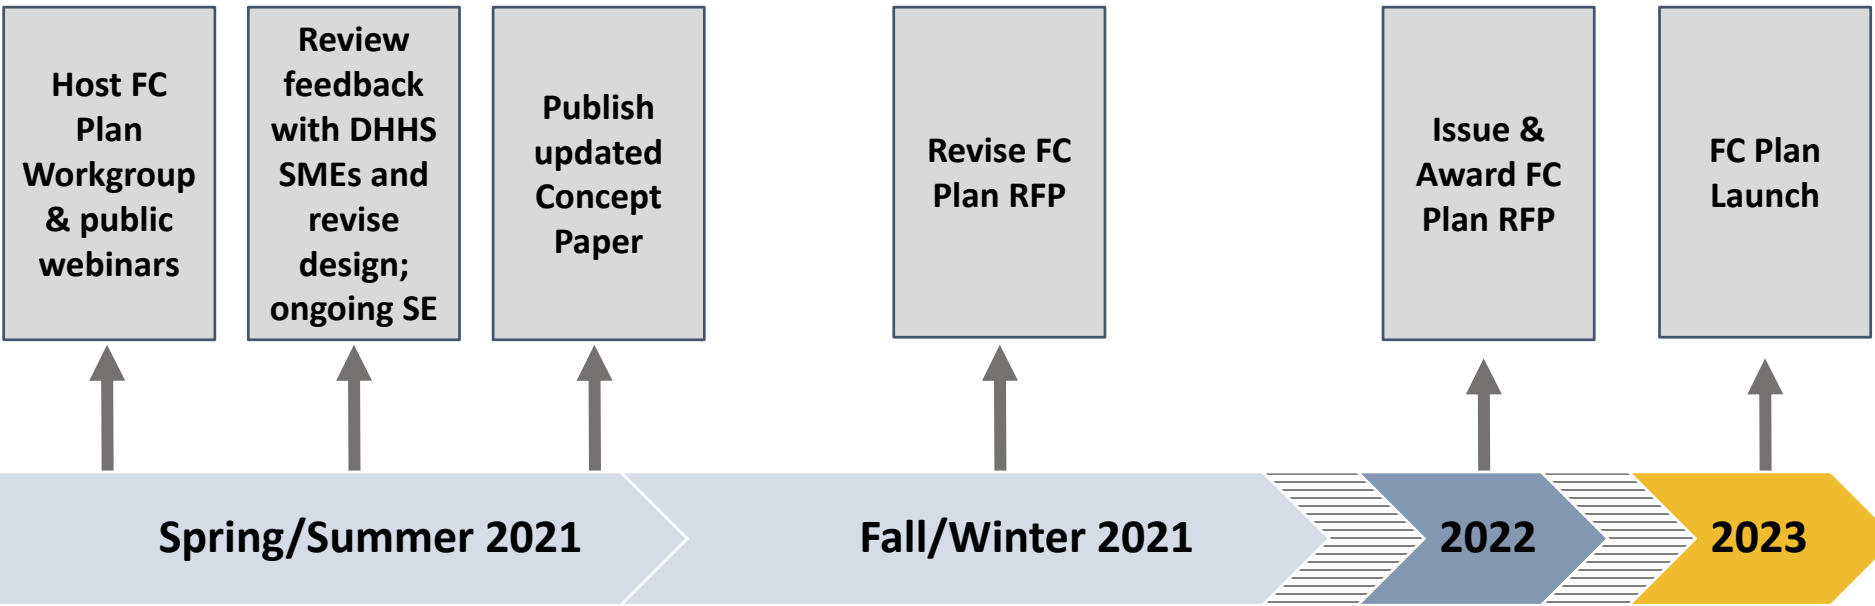 Host FC
Plan
Workgroup
& public
webinars
Review
feedback
with DHHS
SMEs and
revise
design;
ongoing SE
Publish
updated
Concept
Paper
Revise FC
Plan RFP
Issue &
Award FC
Plan RFP
FC Plan
Launch
Spring/Summer 2021
Fall/Winter 2021
2022
2023